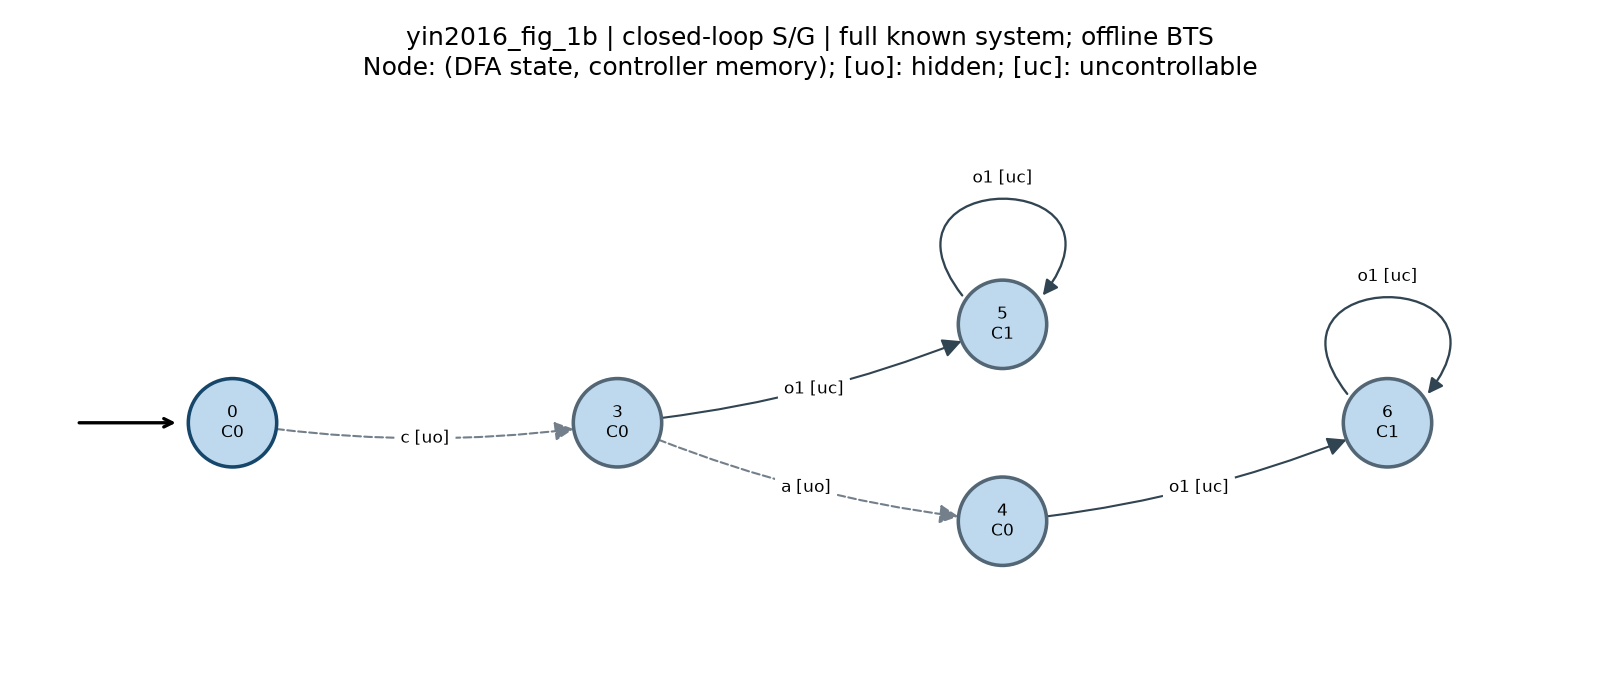 yin2016_fig_1b | closed-loop S/G | full known system; offline BTS
Node: (DFA state, controller memory); [uo]: hidden; [uc]: uncontrollable
o1 [uc]
o1 [uc]
5
C1
o1 [uc]
0
C0
c [uo]
3
C0
6
C1
a [uo]
o1 [uc]
4
C0